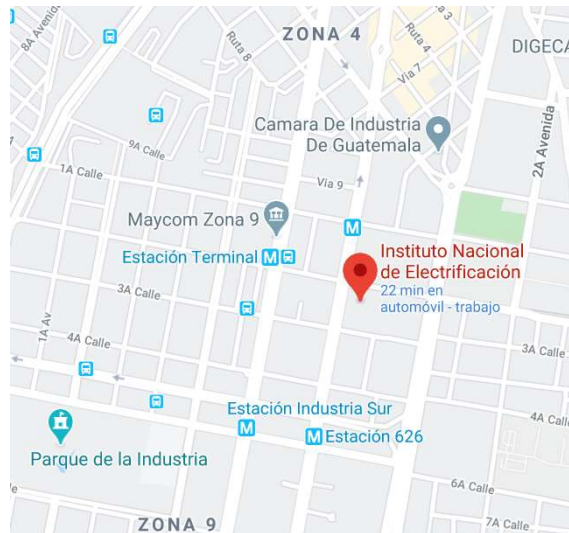 ZONA 4
8A Avenida
Ruta 8
Ruta 4
Via 3
Via 7
DIGECA
2A Avenida
Camara De Industria
De Guatemala
9A Calle
1A Calle
Via 9
Maycom Zona 9
Estación Terminal
Instituto Nacional
de Electrificación
22 min en
automóvil - trabajo
3A Calle
3A Calle
1A Av
4A Calle
4A Calle
Estación Industria Sur
Estación 626
Parque de la Industria
6A Calle
7A Calle
ZONA 9